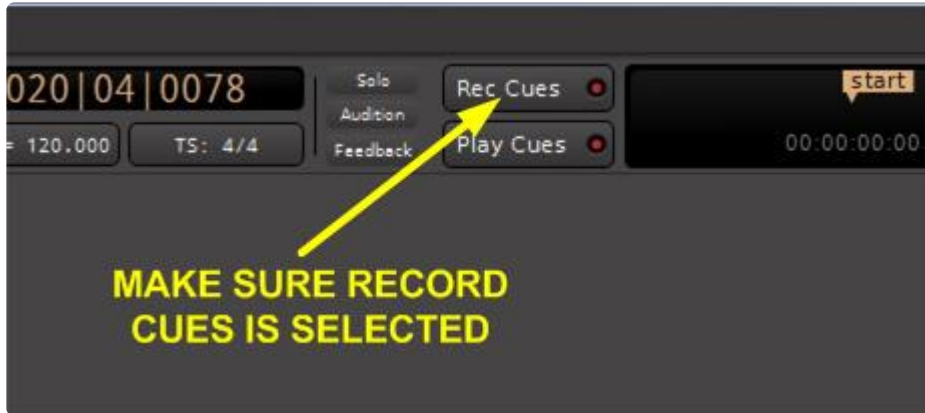 020|04|0078
Solo
Rec Cues
start
Audition
= 120.000
TS: 4/4
Feedback
Play Cues
00:00:00:00
MAKE SURE RECORD
CUES IS SELECTED